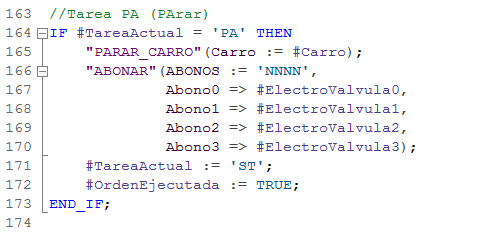 163 //Tarea PA (PArar)
164 IF #TareaActual = 'PA' THEN
165 "PARAR_CARRO"(Carro := #Carro);
166 "ABONAR"(ABONOS := 'NNNN',
167 Abono0 => #ElectroValvula0,
168 Abono1 => #ElectroValvula1,
169 Abono2 => #ElectroValvula2,
170 Abono3 => #ElectroValvula3);
171 #TareaActual := 'ST';
172 #OrdenEjecutada := TRUE;
173 END_IF;
174